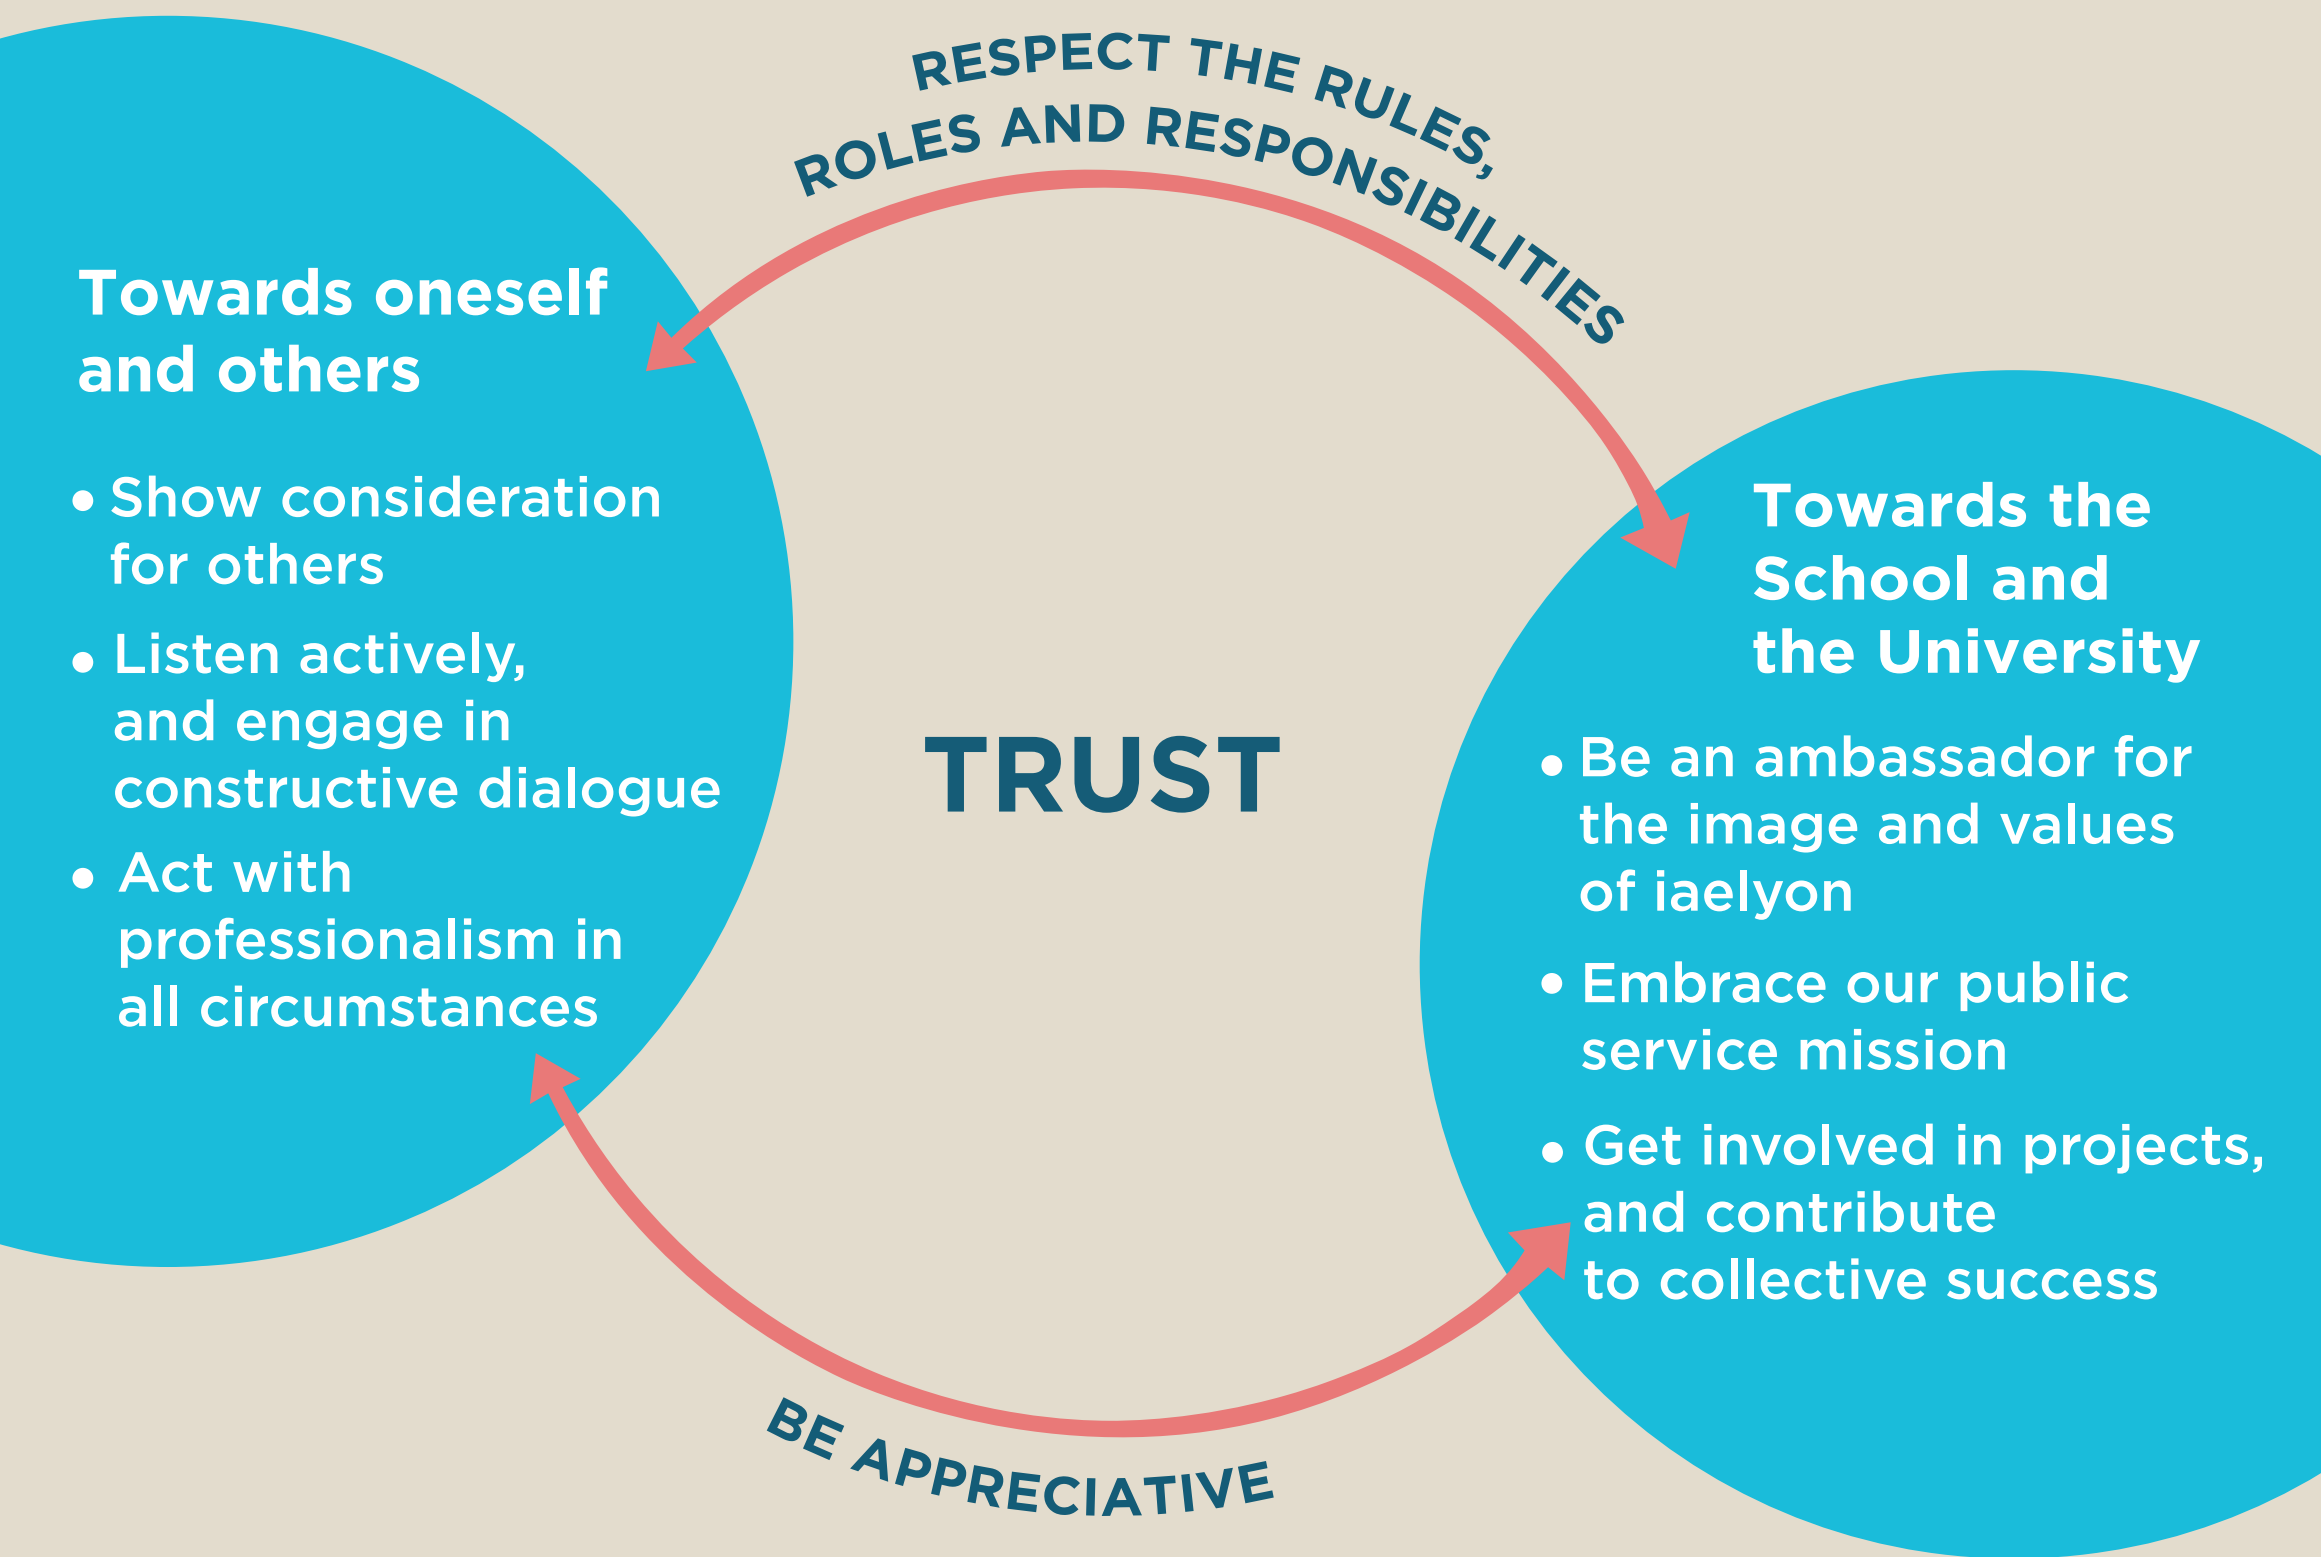 RESPECT THE RULES,
ROLES AND RESPONSIBILITIES
Towards oneself
and others
• Show consideration
for others
• Listen actively,
and engage in
constructive dialogue
• Act with
professionalism in
all circumstances
TRUST
Towards the
School and
the University
• Be an ambassador for
the image and values
of iaelyon
• Embrace our public
service mission
• Get involved in projects,
and contribute
to collective success
BE APPRECIATIVE